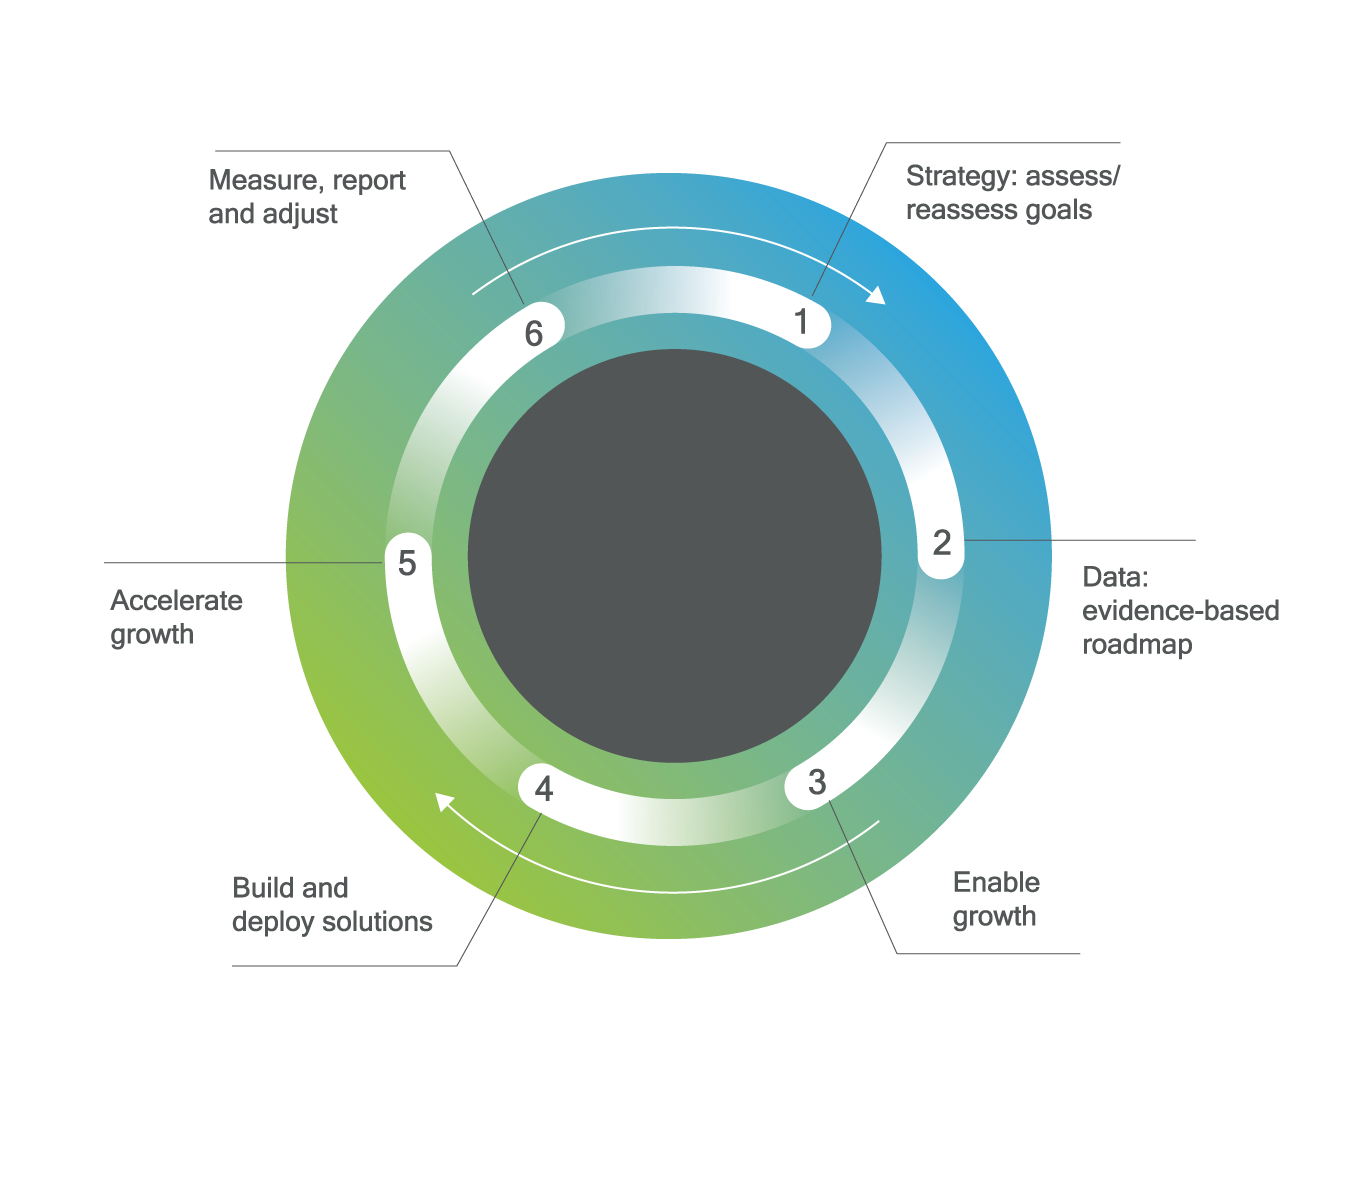 Measure, report
and adjust
Strategy: assess/
reassess goals
1
6
2
5
Data:
evidence-based
roadmap
Accelerate
growth
3
4
Build and
deploy solutions
Enable
growth